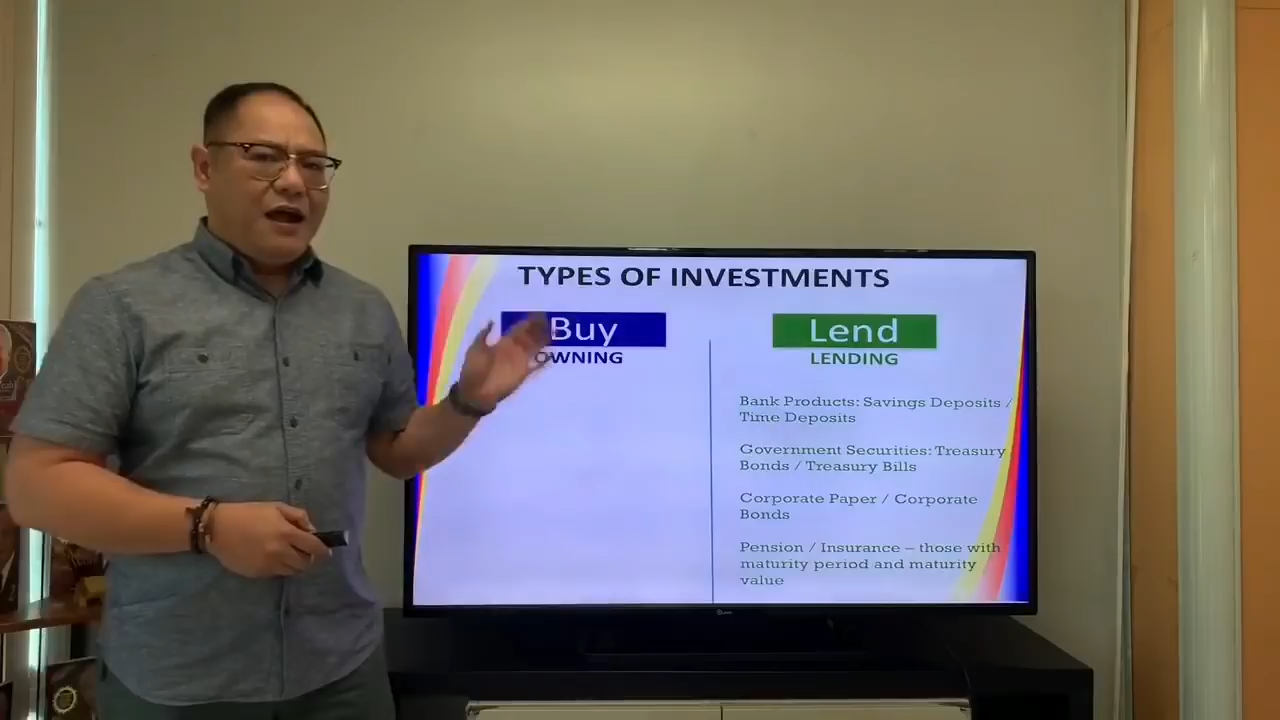 TYPES OF INVESTMENTS
Buy
OWNING
Lend
LENDING
Bank Products: Savings Deposits /
Time Deposits
Government Securities: Treasury
Bonds / Treasury Bills
Corporate Paper / Corporate
Bonds
Pension / Insurance – those with
maturity period and maturity
value